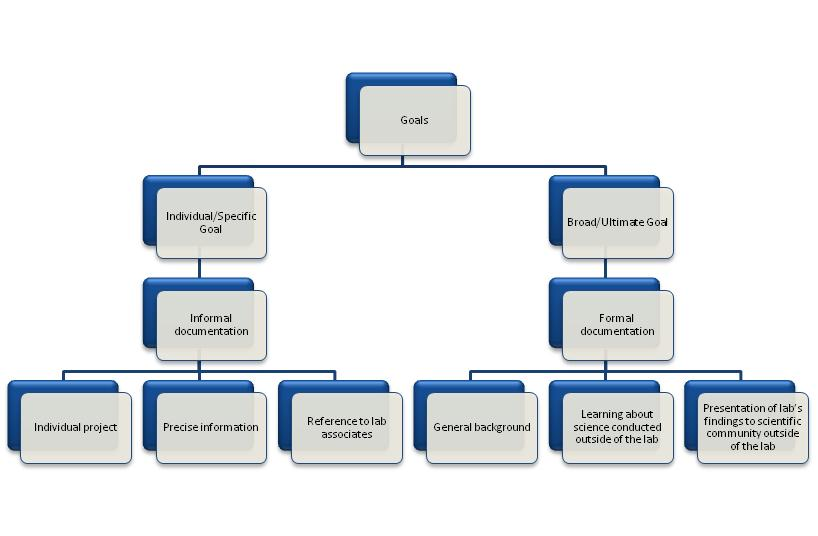 Goals
Individual/Specific
Goal
Broad/Ultimate Goal
Informal
documentation
Formal
documentation
Individual project
Precise information
Reference to lab
associates
General background
Learning about
science conducted
outside of the lab
Presentation of lab's
findings to scientific
community outside
of the lab